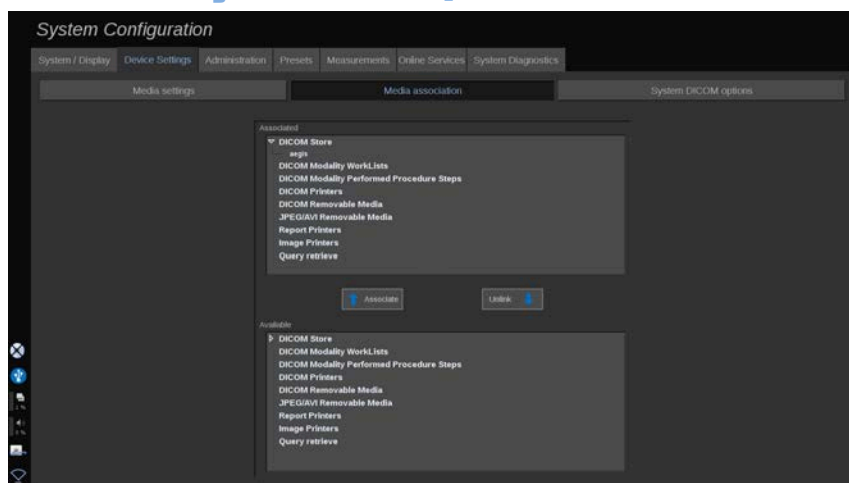 System Configuration
System / Display Device Settings Administration Presets Measurements Online Services System Diagnostics
Media settings Media association System DICOM options
Associated
DICOM Store
aegis
DICOM Modality WorkLists
DICOM Modality Performed Procedure Steps
DICOM Printers
DICOM Removable Media
JPEG/AVI Removable Media
Report Printers
Image Printers
Query retrieve
Associate Unlink
Available
DICOM Store
DICOM Modality WorkLists
DICOM Modality Performed Procedure Steps
DICOM Printers
DICOM Removable Media
JPEG/AVI Removable Media
Report Printers
Image Printers
Query retrieve